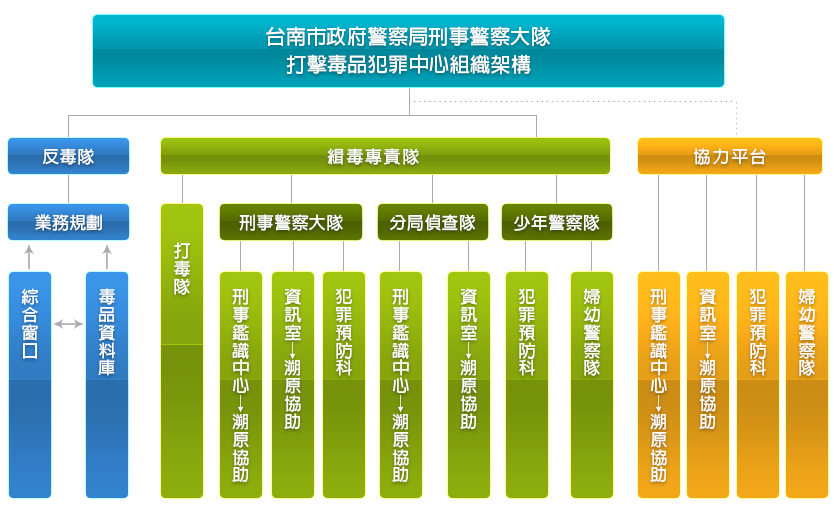 台南市政府警察局刑事警察大隊
打擊毒品犯罪中心組織架構
反毒隊
緝毒專責隊
協力平台
業務規劃
打毒隊
刑事警察大隊
分局偵查隊
少年警察隊
綜合窗口
毒品資料庫
刑事鑑識中心→溯原協助
資訊室→溯原協助
犯罪預防科
刑事鑑識中心→溯原協助
資訊室→溯原協助
犯罪預防科
婦幼警察隊
刑事鑑識中心→溯原協助
資訊室→溯原協助
犯罪預防科
婦幼警察隊